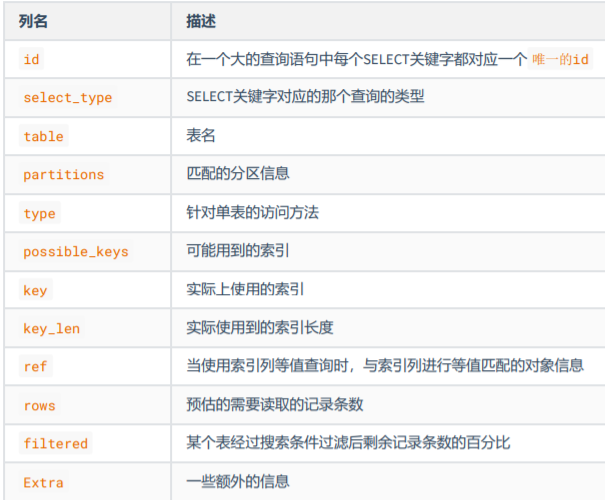 列名 描述
id 在一个大的查询语句中每个SELECT关键字都对应一个 唯一的id
select_type SELECT关键字对应的那个查询的类型
table 表名
partitions 匹配的分区信息
type 针对单表的访问方法
possible_keys 可能用到的索引
key 实际上使用的索引
key_len 实际使用到的索引长度
ref 当使用索引列等值查询时，与索引列进行等值匹配的对象信息
rows 预估的需要读取的记录条数
filtered 某个表经过搜索条件过滤后剩余记录条数的百分比
Extra 一些额外的信息